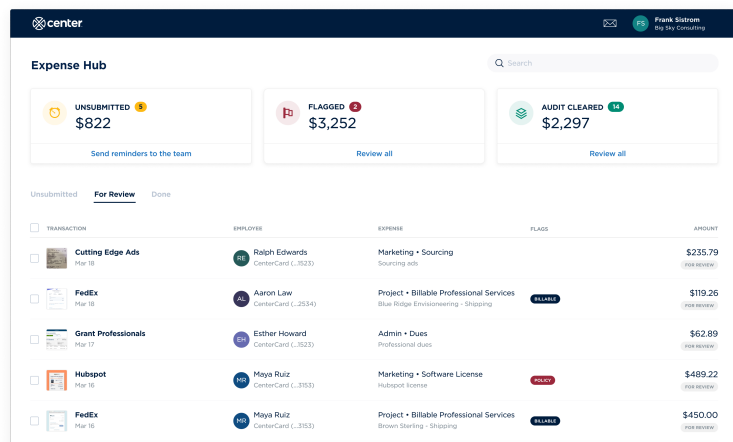 center
FS
Frank Sistrom
Big Sky Consulting
Expense Hub
Search
UNSUBMITTED 5
$822
Send reminders to the team
FLAGGED 2
$3,252
Review all
AUDIT CLEARED 14
$2,297
Review all
Unsubmitted For Review Done
TRANSACTION EMPLOYEE EXPENSE FLAGS AMOUNT
Cutting Edge Ads RE Ralph Edwards Marketing • Sourcing $235.79
Mar 18 CenterCard (...1523) Sourcing ads FOR REVIEW
FedEx AL Aaron Law Project • Billable Professional Services BILLABLE $119.26
Mar 18 CenterCard (...2534) Blue Ridge Envisioneering - Shipping FOR REVIEW
Grant Professionals EH Esther Howard Admin • Dues $62.89
Mar 17 CenterCard (...1523) Professional dues FOR REVIEW
Hubspot MR Maya Ruiz Marketing • Software License POLICY $489.22
Mar 16 CenterCard (...3153) Hubspot license FOR REVIEW
FedEx MR Maya Ruiz Project • Billable Professional Services BILLABLE $450.00
Mar 16 CenterCard (...3153) Brown Sterling - Shipping FOR REVIEW